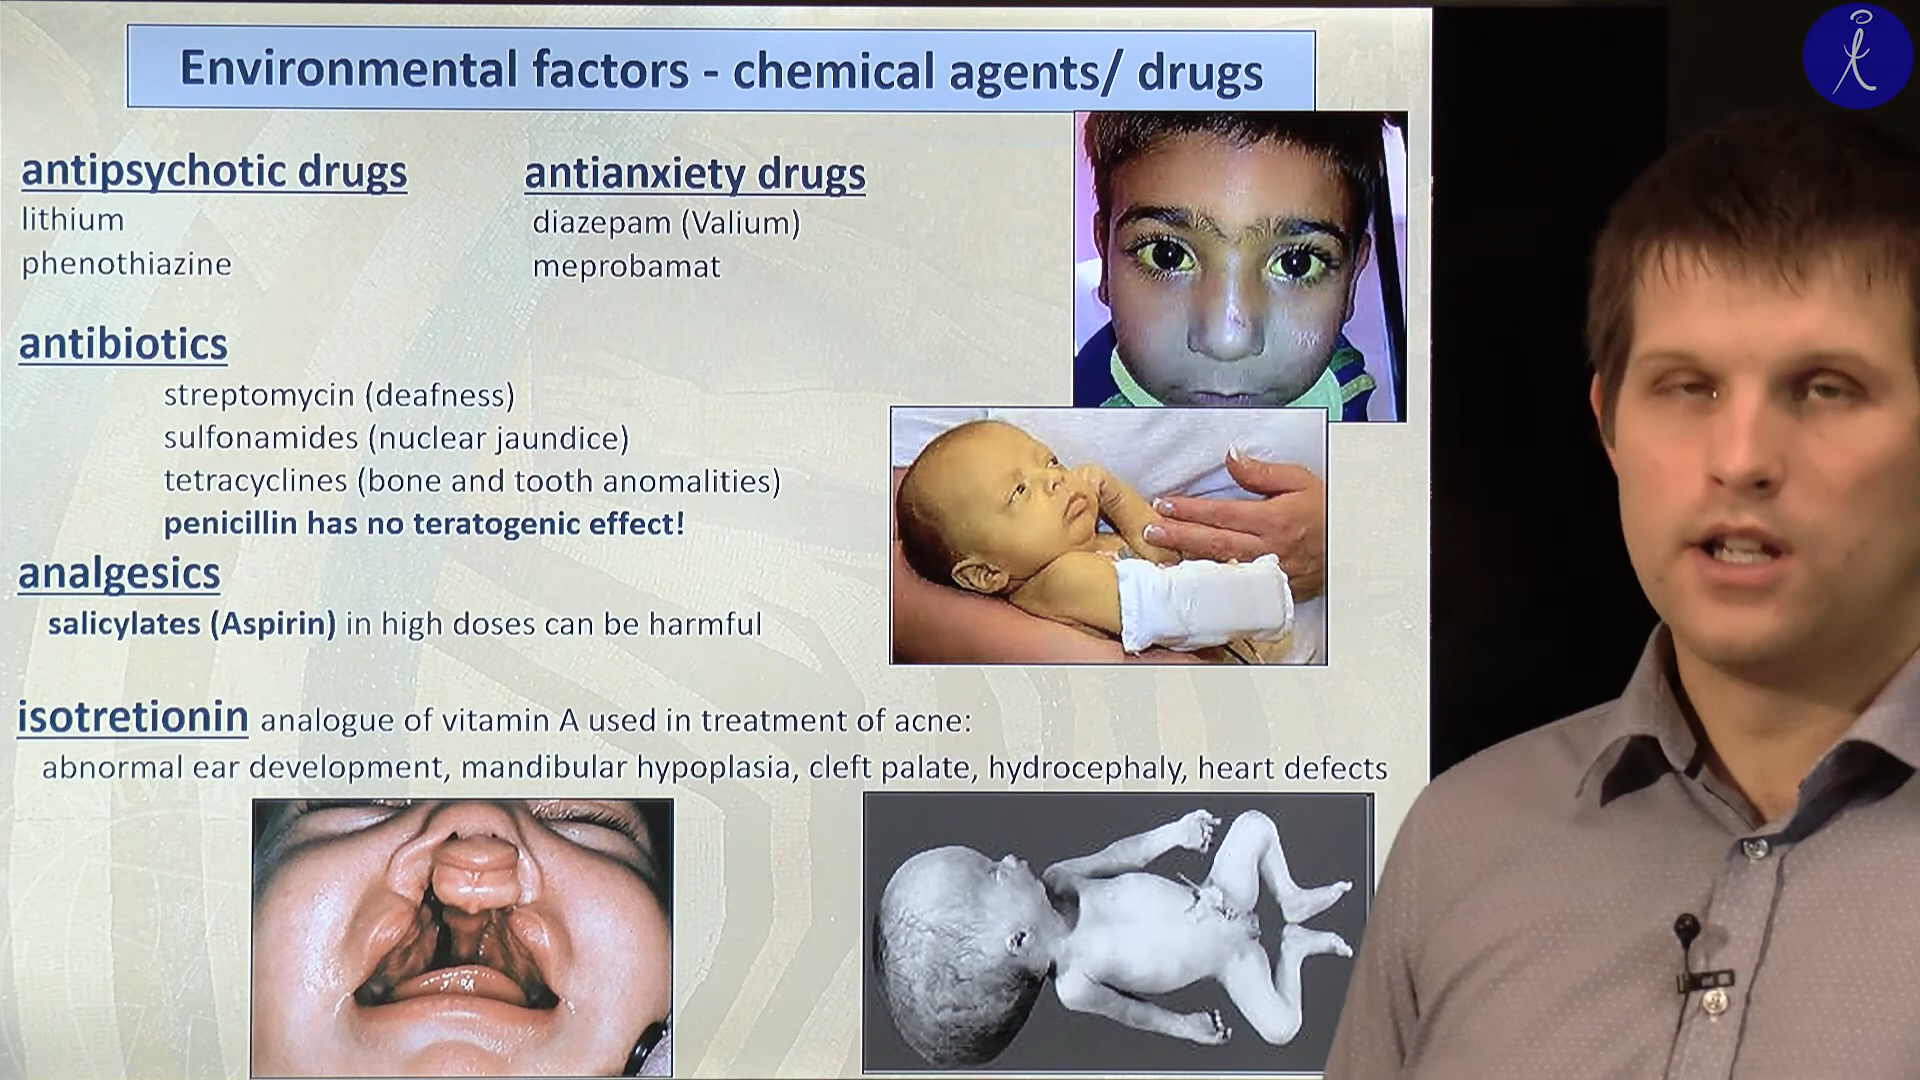 Environmental factors - chemical agents/ drugs
antipsychotic drugs
lithium
phenothiazine
antianxiety drugs
diazepam (Valium)
meprobamat
antibiotics
streptomycin (deafness)
sulfonamides (nuclear jaundice)
tetracyclines (bone and tooth anomalities)
penicillin has no teratogenic effect!
analgesics
salicylates (Aspirin) in high doses can be harmful
isotretionin analogue of vitamin A used in treatment of acne:
abnormal ear development, mandibular hypoplasia, cleft palate, hydrocephaly, heart defects